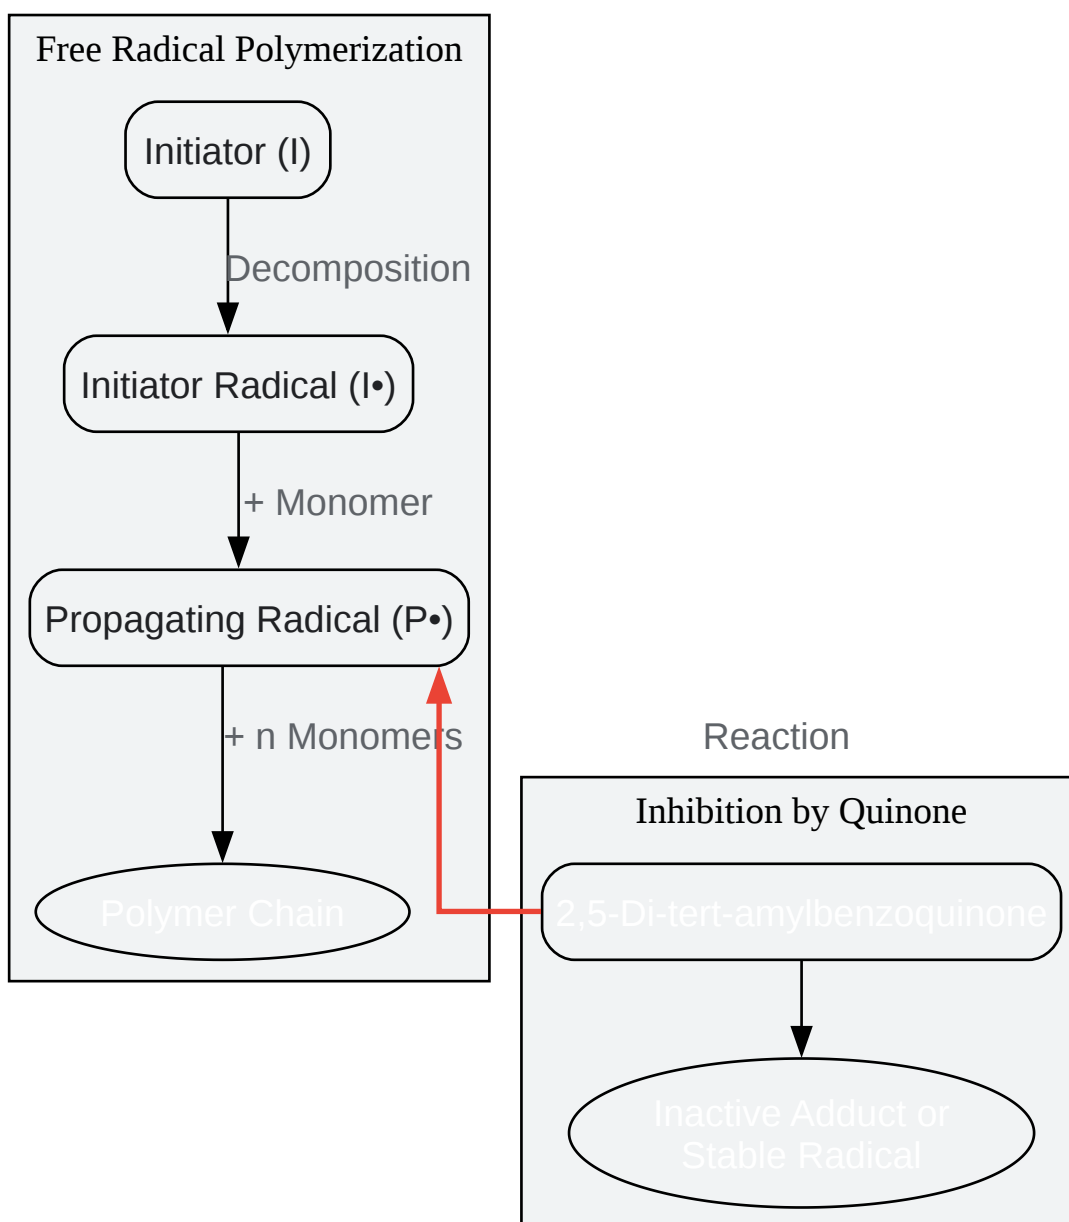 Free Radical Polymerization
Initiator (I)
Decomposition
Initiator Radical (I•)
+ Monomer
Propagating Radical (P•)
+ n Monomers
Polymer Chain
Reaction
Inhibition by Quinone
2,5-Di-tert-amylbenzoquinone
Inactive Adduct or
Stable Radical